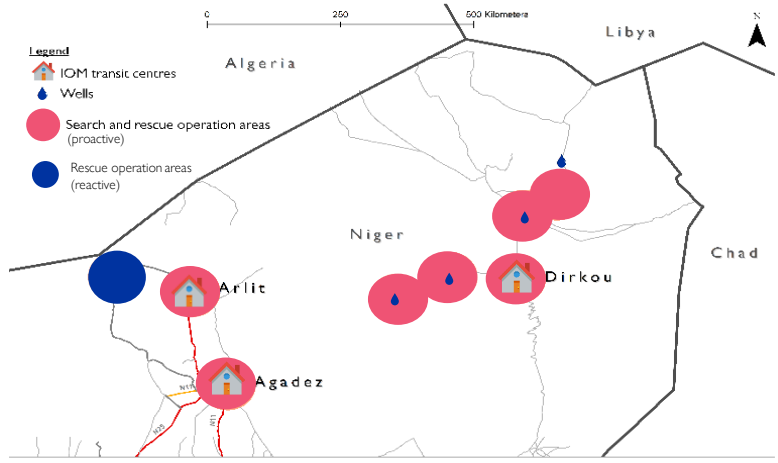 0 250 500 Kilometers
N
Libya
Algeria
Legend
IOM transit centres
Wells
Search and rescue operation areas
(proactive)
Rescue operation areas
(reactive)
Niger
Chad
Arlit
Dirkou
Agadez
N11
N25